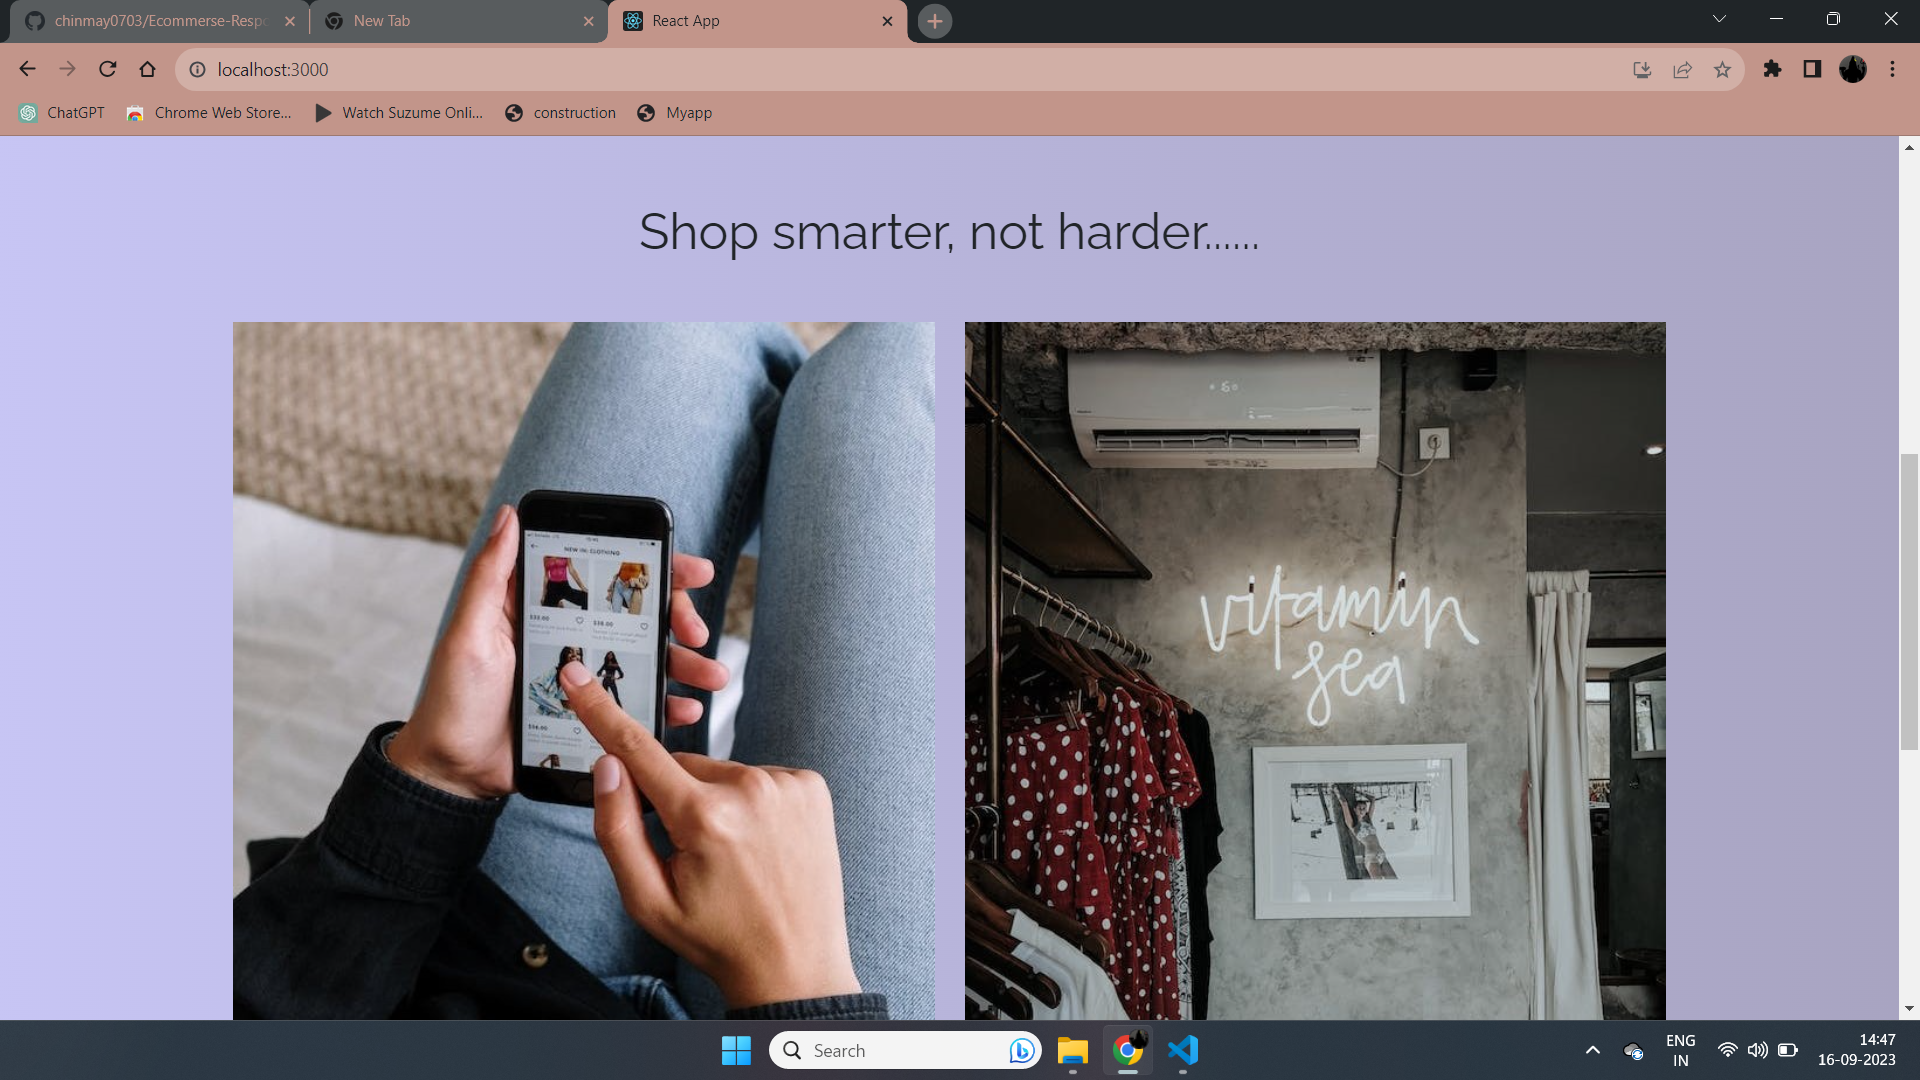 chinmay0703/Ecommerse-Resp
New Tab
React App
localhost:3000
ChatGPT
Chrome Web Store...
Watch Suzume Onli...
construction
Myapp
Shop smarter, not harder......
NEW IN: CLOTHING
vitamin
sea
Search
ENG
IN
14:47
16-09-2023